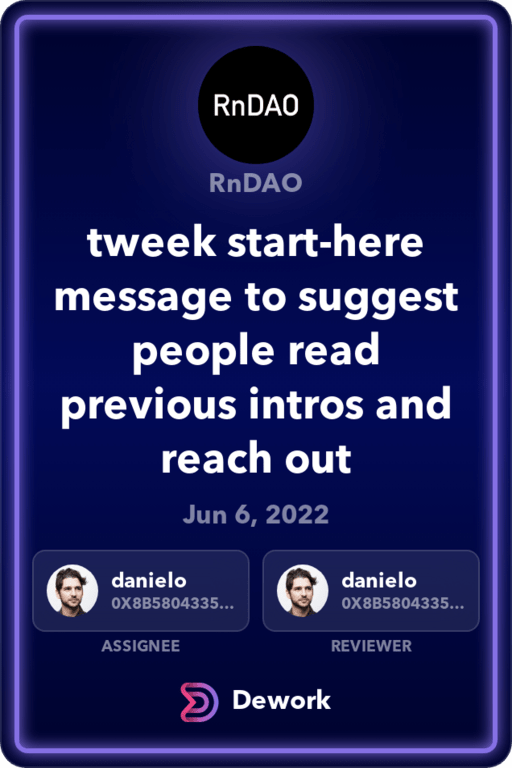 RnDAO
RnDAO
tweek start-here
message to suggest
people read
previous intros and
reach out
Jun 6, 2022
danielo
0X8B5804335...
danielo
0X8B5804335...
ASSIGNEE
REVIEWER
Dework